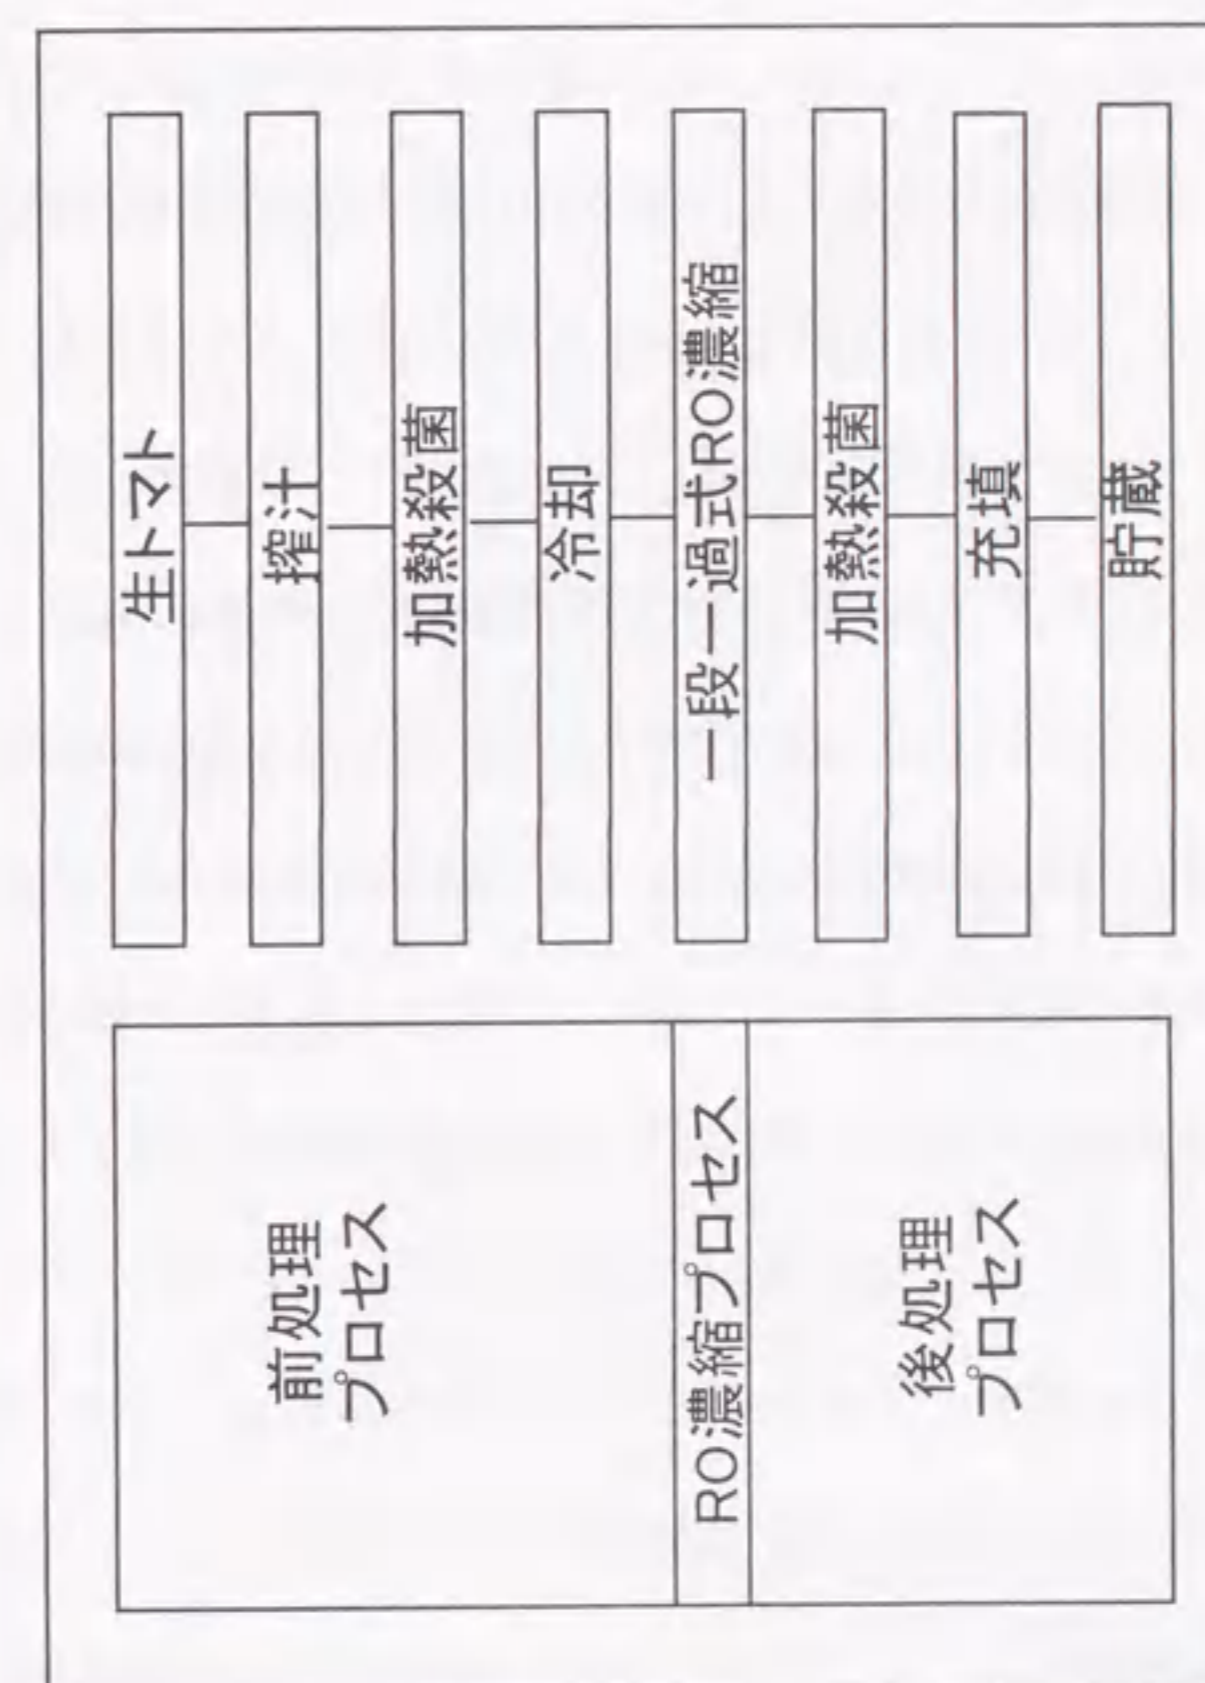 前処理
プロセス
RO濃縮プロセス
後処理
プロセス
生トマト
搾汁
加熱殺菌
冷却
一段一過式RO濃縮
加熱殺菌
充填
貯蔵